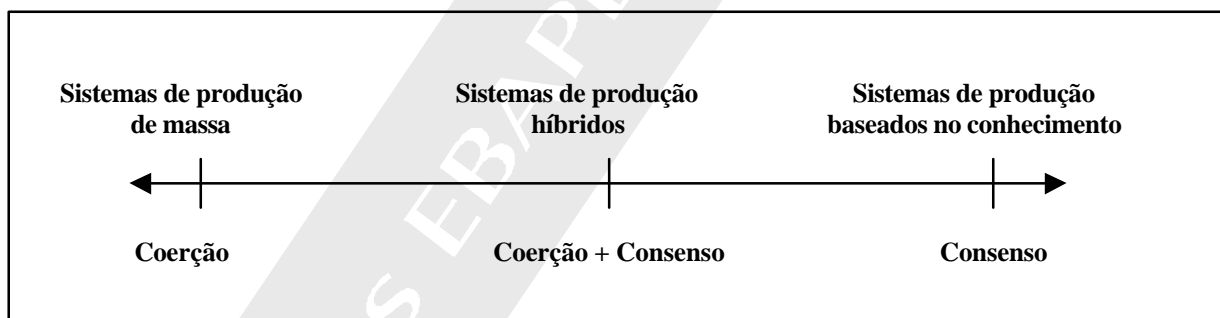 Sistemas de produção
de massa
Sistemas de produção
híbridos
Sistemas de produção
baseados no conhecimento
Coerção
Coerção + Consenso
Consenso